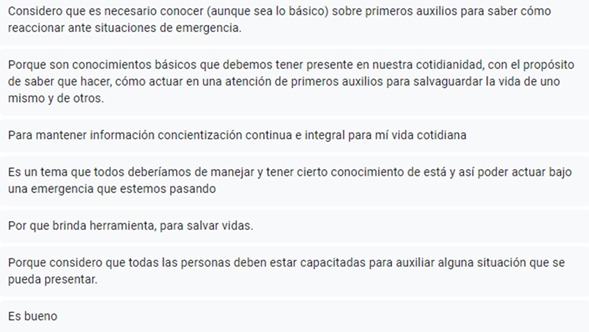 Considero que es necesario conocer (aunque sea lo básico) sobre primeros auxilios para saber cómo
reaccionar ante situaciones de emergencia.
Porque son conocimientos básicos que debemos tener presente en nuestra cotidianidad, con el propósito
de saber que hacer, cómo actuar en una atención de primeros auxilios para salvaguardar la vida de uno
mismo y de otros.
Para mantener información concientización continua e integral para mí vida cotidiana
Es un tema que todos deberíamos de manejar y tener cierto conocimiento de está y así poder actuar bajo
una emergencia que estemos pasando
Por que brinda herramienta, para salvar vidas.
Porque considero que todas las personas deben estar capacitadas para auxiliar alguna situación que se
pueda presentar.
Es bueno